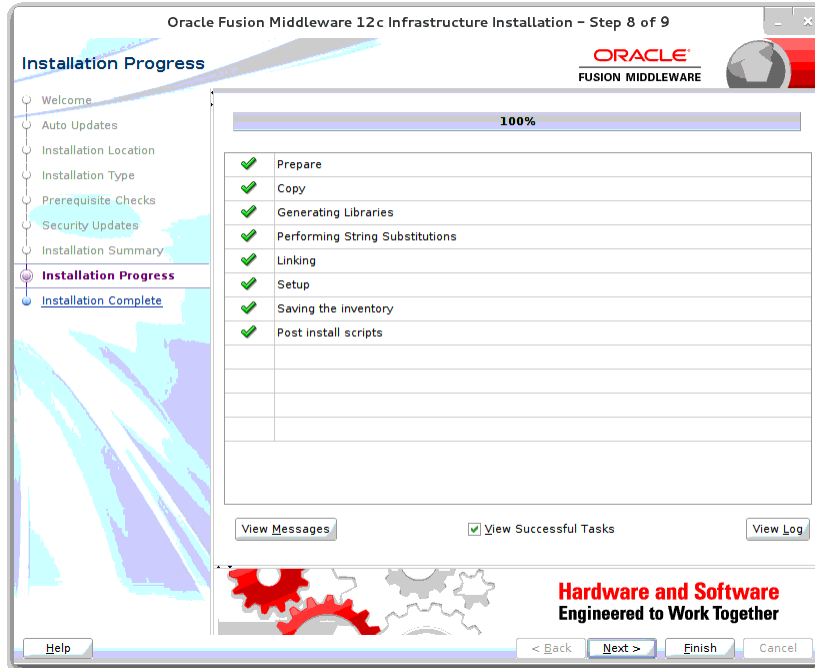 Oracle Fusion Middleware 12c Infrastructure Installation – Step 8 of 9
Installation Progress
ORACLE®
FUSION MIDDLEWARE
Welcome
Auto Updates
Installation Location
Installation Type
Prerequisite Checks
Security Updates
Installation Summary
Installation Progress
Installation Complete
100%
Prepare
Copy
Generating Libraries
Performing String Substitutions
Linking
Setup
Saving the inventory
Post install scripts
View Messages
View Successful Tasks
View Log
Hardware and Software
Engineered to Work Together
Help
< Back
Next >
Finish
Cancel